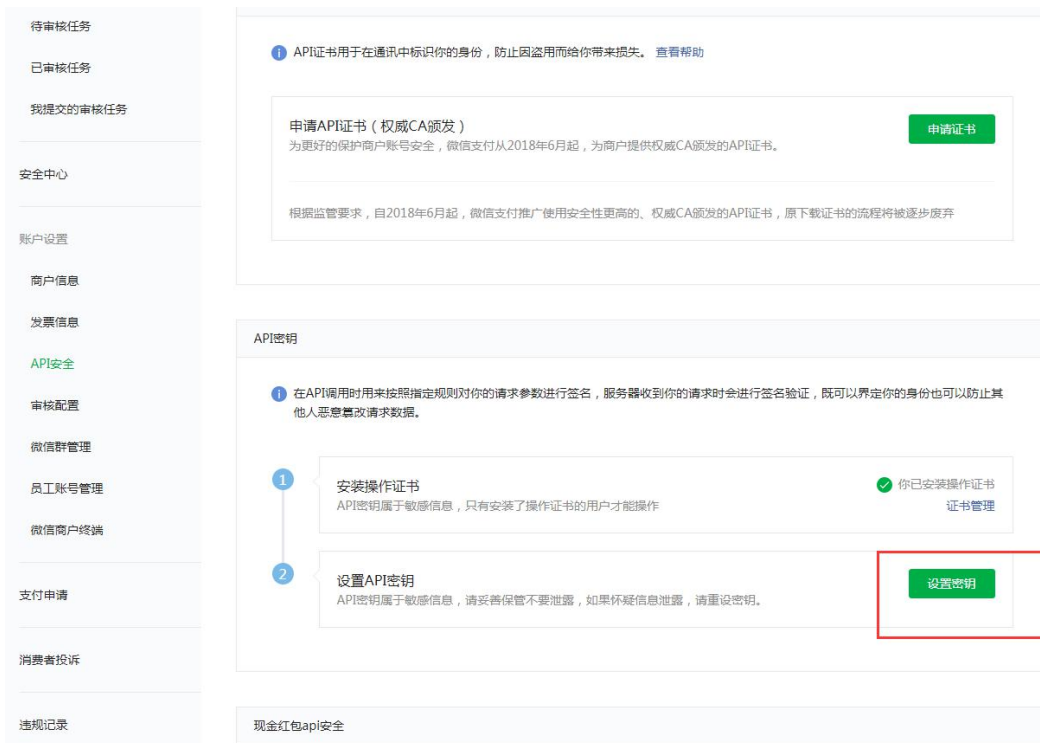 待审核任务
已审核任务
我提交的审核任务
安全中心
账户设置
商户信息
发票信息
API安全
审核配置
微信群管理
员工账号管理
微信商户终端
支付申请
消费者投诉
违规记录
API证书用于在通讯中标识你的身份，防止因盗用而给你带来损失。 查看帮助
申请API证书（权威CA颁发）
为更好的保护商户账号安全，微信支付从2018年6月起，为商户提供权威CA颁发的API证书。
申请证书
根据监管要求，自2018年6月起，微信支付推广使用安全性更高的、权威CA颁发的API证书，原下载证书的流程将被逐步废弃
API密钥
在API调用时用来按照指定规则对你的请求参数进行签名，服务器收到你的请求时会进行签名验证，既可以界定你的身份也可以防止其
他人恶意篡改请求数据。
1
安装操作证书
API密钥属于敏感信息，只有安装了操作证书的用户才能操作
你已安装操作证书
证书管理
2
设置API密钥
API密钥属于敏感信息，请妥善保管不要泄露，如果怀疑信息泄露，请重设密钥。
设置密钥
现金红包api安全